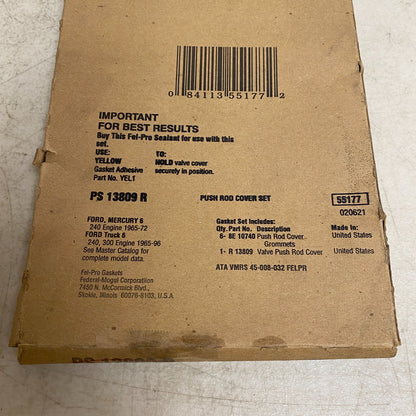 0 84113 55177 2
IMPORTANT
FOR BEST RESULTS
Buy This Fel-Pro Sealant for use with this
set.
USE: TO:
YELLOW HOLD valve cover
Gasket Adhesive securely in position.
Part No. YEL1
PS 13809 R PUSH ROD COVER SET 55177
020621
FORD, MERCURY 6
240 Engine 1965-72
FORD Truck 6
240, 300 Engine 1965-96
See Master Catalog for
complete model data.
Gasket Set Includes:
Qty. Part No. Description
6- SE 10740 Push Rod Cover
Grommets
1- R 13809 Valve Push Rod Cover
Made in:
United States
United States
Fel-Pro Gaskets
Federal-Mogul Corporation
7450 N. McCormick Blvd.,
Skokie, Illinois 60076-8103, U.S.A.
ATA VMRS 45-008-032 FELPR